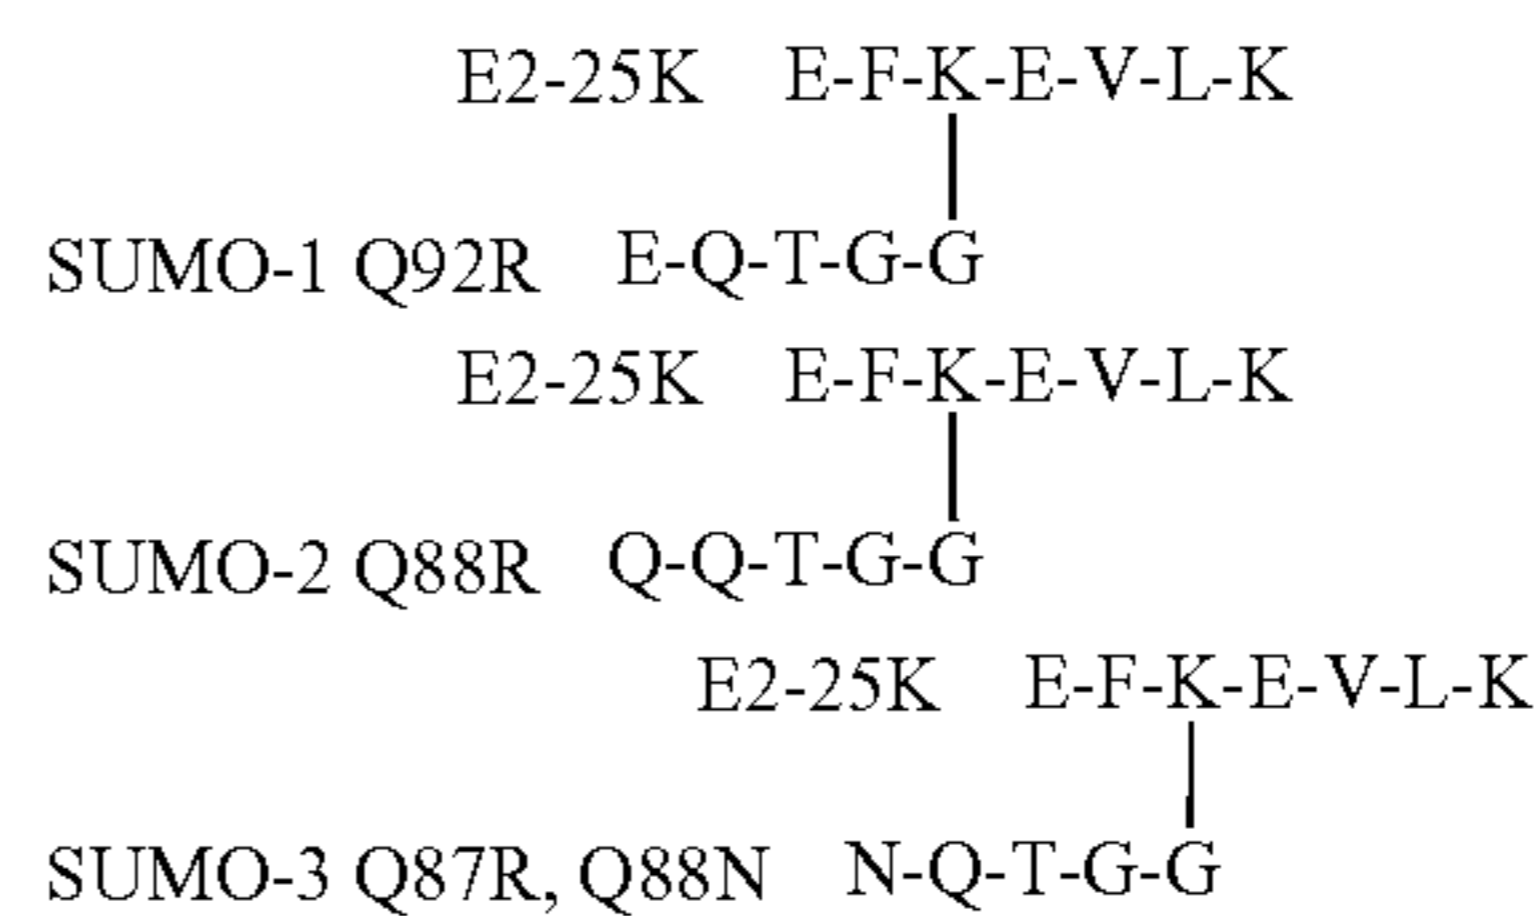 E2-25K E-F-K-E-V-L-K
SUMO-1 Q92R E-Q-T-G-G
E2-25K E-F-K-E-V-L-K
SUMO-2 Q88R Q-Q-T-G-G
E2-25K E-F-K-E-V-L-K
SUMO-3 Q87R, Q88N N-Q-T-G-G